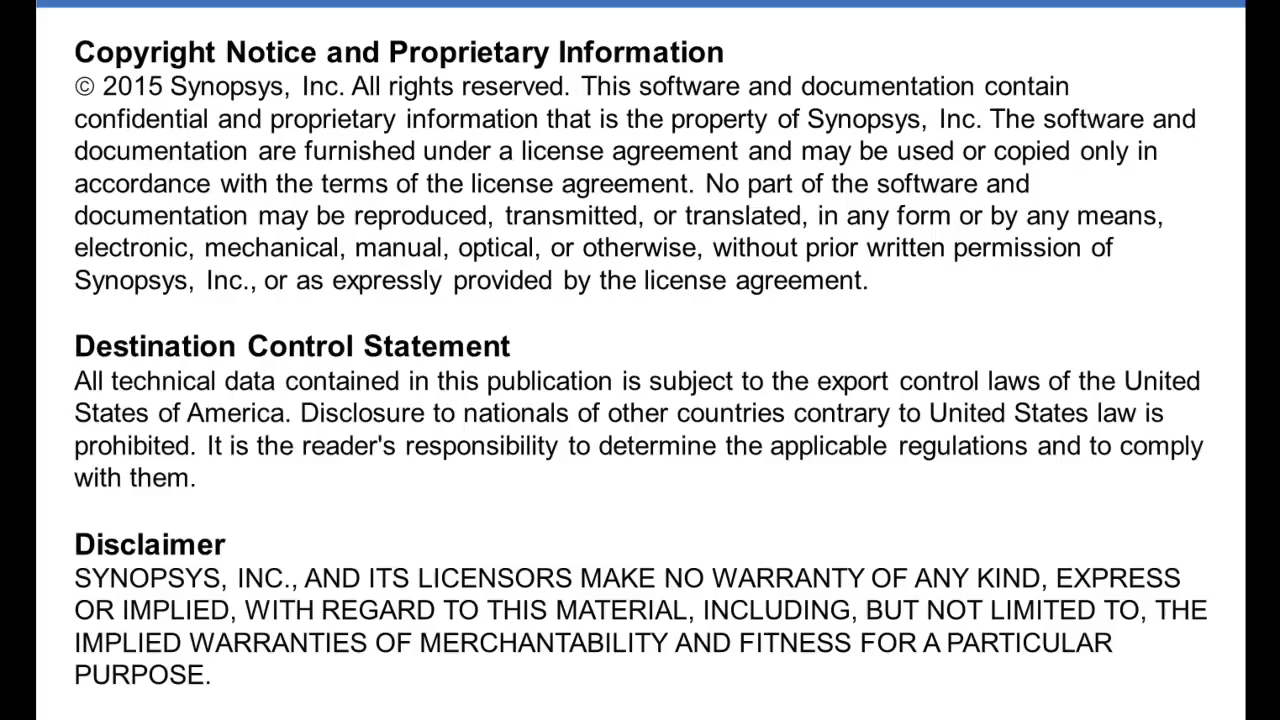 Copyright Notice and Proprietary Information
© 2015 Synopsys, Inc. All rights reserved. This software and documentation contain
confidential and proprietary information that is the property of Synopsys, Inc. The software and
documentation are furnished under a license agreement and may be used or copied only in
accordance with the terms of the license agreement. No part of the software and
documentation may be reproduced, transmitted, or translated, in any form or by any means,
electronic, mechanical, manual, optical, or otherwise, without prior written permission of
Synopsys, Inc., or as expressly provided by the license agreement.
Destination Control Statement
All technical data contained in this publication is subject to the export control laws of the United
States of America. Disclosure to nationals of other countries contrary to United States law is
prohibited. It is the reader's responsibility to determine the applicable regulations and to comply
with them.
Disclaimer
SYNOPSYS, INC., AND ITS LICENSORS MAKE NO WARRANTY OF ANY KIND, EXPRESS
OR IMPLIED, WITH REGARD TO THIS MATERIAL, INCLUDING, BUT NOT LIMITED TO, THE
IMPLIED WARRANTIES OF MERCHANTABILITY AND FITNESS FOR A PARTICULAR
PURPOSE.